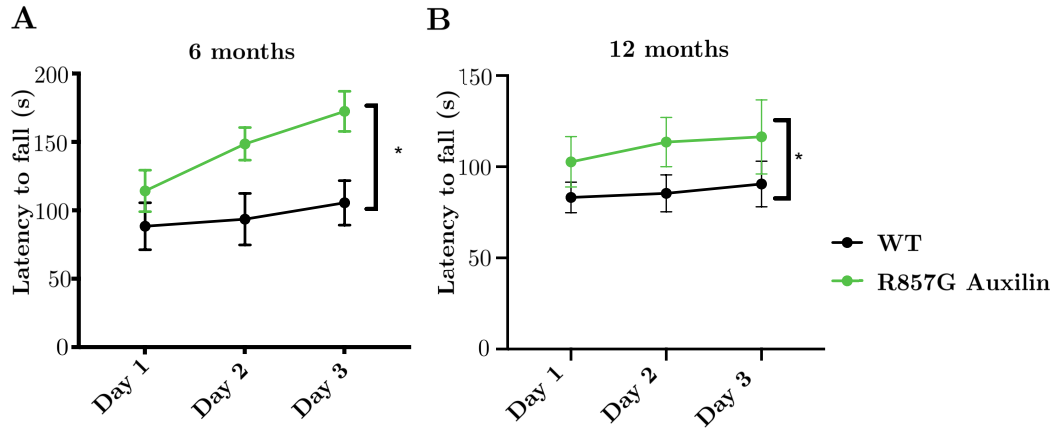 A
6 months
Latency to fall (s)
200
150
100
50
0
*
Day 1
Day 2
Day 3
B
12 months
Latency to fall (s)
150
100
50
0
*
Day 1
Day 2
Day 3
WT
R857G Auxilin